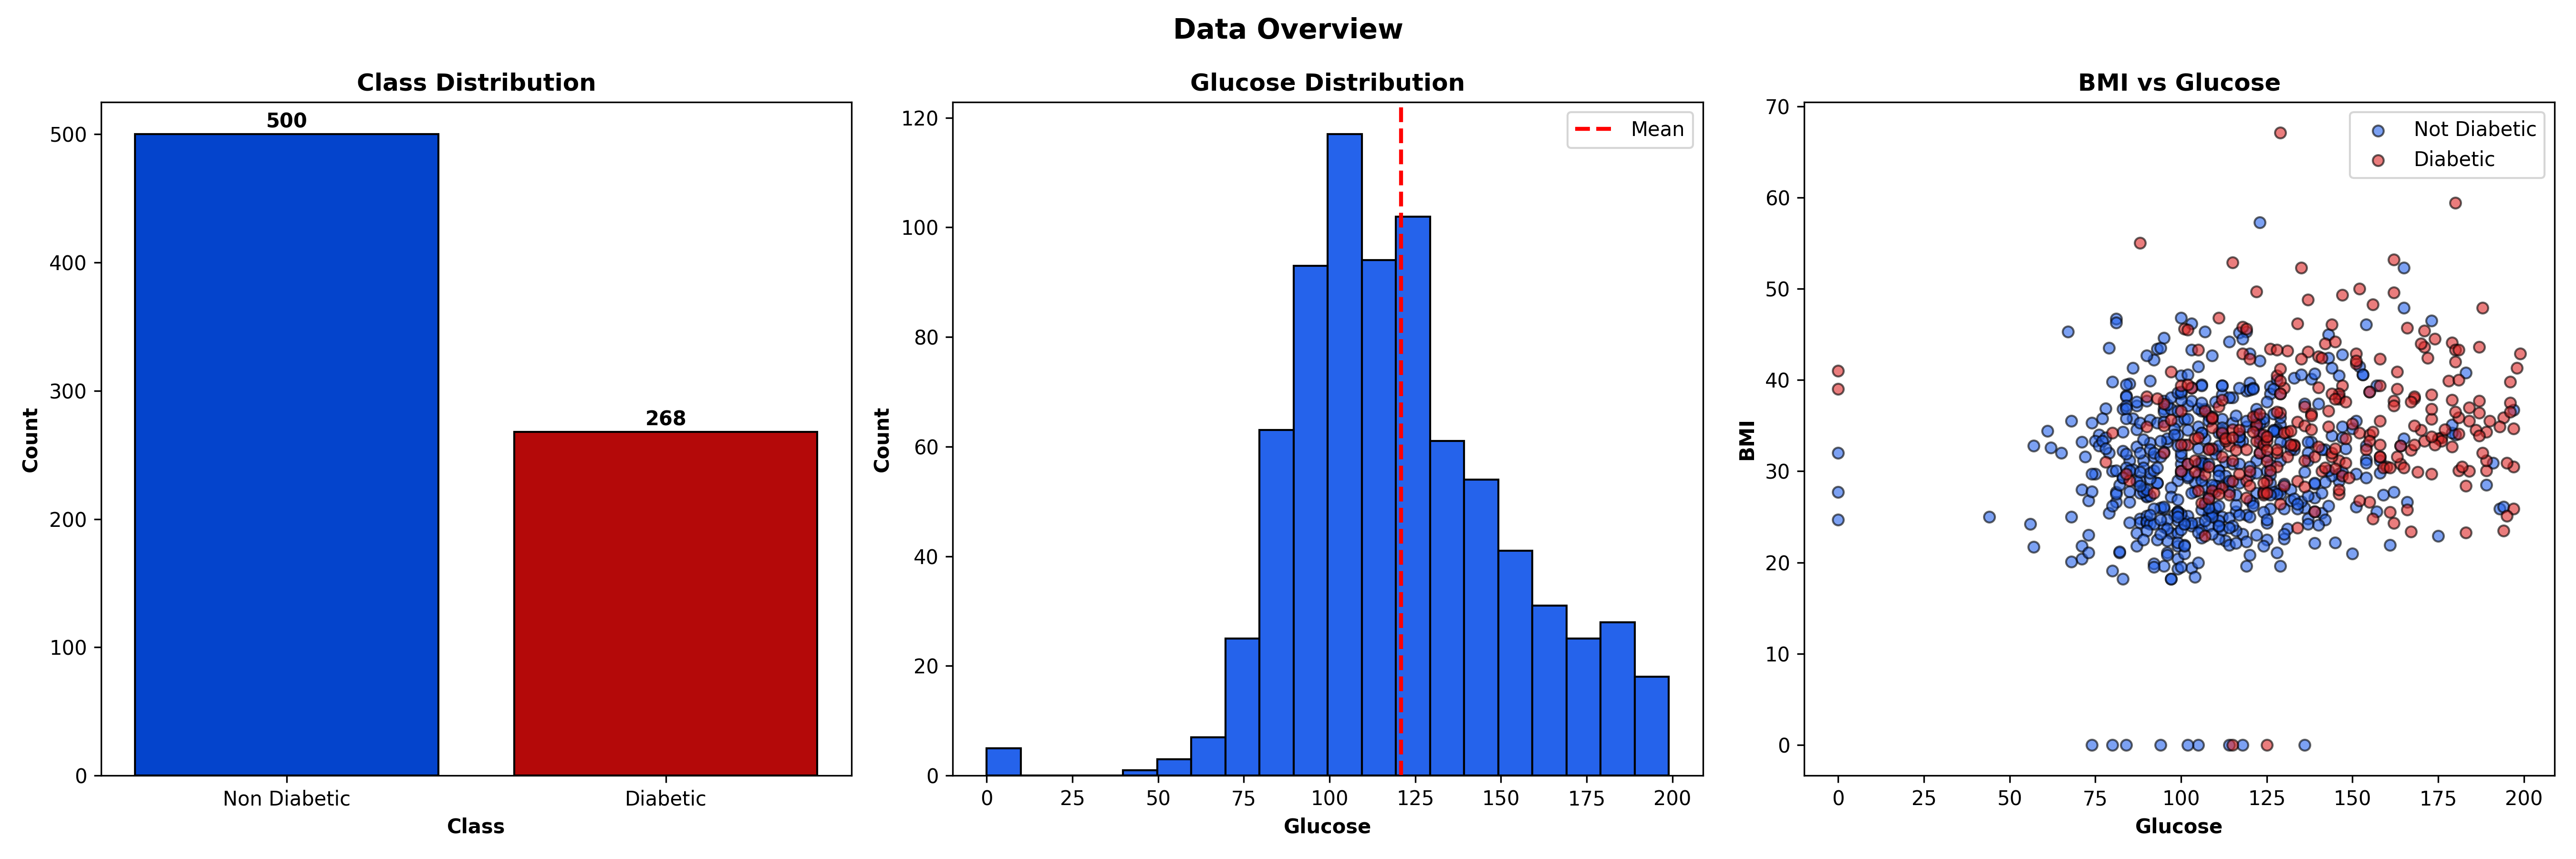 Data Overview
Class Distribution
500
268
500
400
300
200
100
0
Count
Non Diabetic
Diabetic
Class
Glucose Distribution
Mean
120
100
80
60
40
20
0
Count
0 25 50 75 100 125 150 175 200
Glucose
BMI vs Glucose
Not Diabetic
Diabetic
70
60
50
40
30
20
10
0
BMI
0 25 50 75 100 125 150 175 200
Glucose